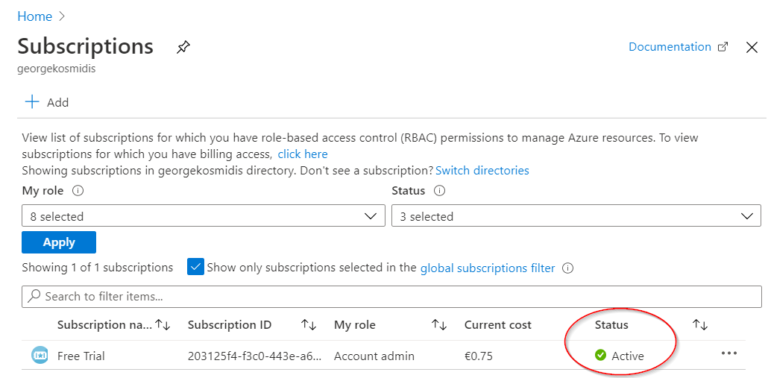 Home
Subscriptions
Documentation
georgekosmidis
Add
View list of subscriptions for which you have role-based access control (RBAC) permissions to manage Azure resources. To view
subscriptions for which you have billing access, click here
Showing subscriptions in georgekosmidis directory. Don't see a subscription? Switch directories
My role
Status
8 selected
3 selected
Apply
Showing 1 of 1 subscriptions
Show only subscriptions selected in the global subscriptions filter
Search to filter items...
Subscription na... Subscription ID My role Current cost Status
Free Trial 203125f4-f3c0-443e-a6... Account admin €0.75 Active